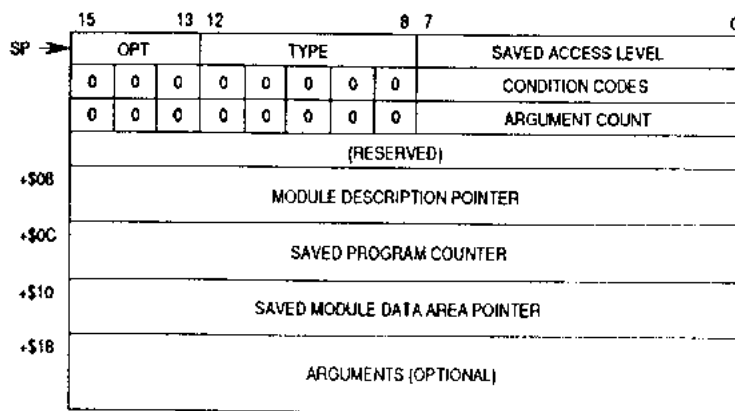 15 13 12 8 7 0
SP OPT TYPE SAVED ACCESS LEVEL
0 0 0 0 0 0 0 0 CONDITION CODES
0 0 0 0 0 0 0 0 ARGUMENT COUNT
(RESERVED)
+$08
MODULE DESCRIPTION POINTER
+$0C
SAVED PROGRAM COUNTER
+$10
SAVED MODULE DATA AREA POINTER
+$18
ARGUMENTS (OPTIONAL)